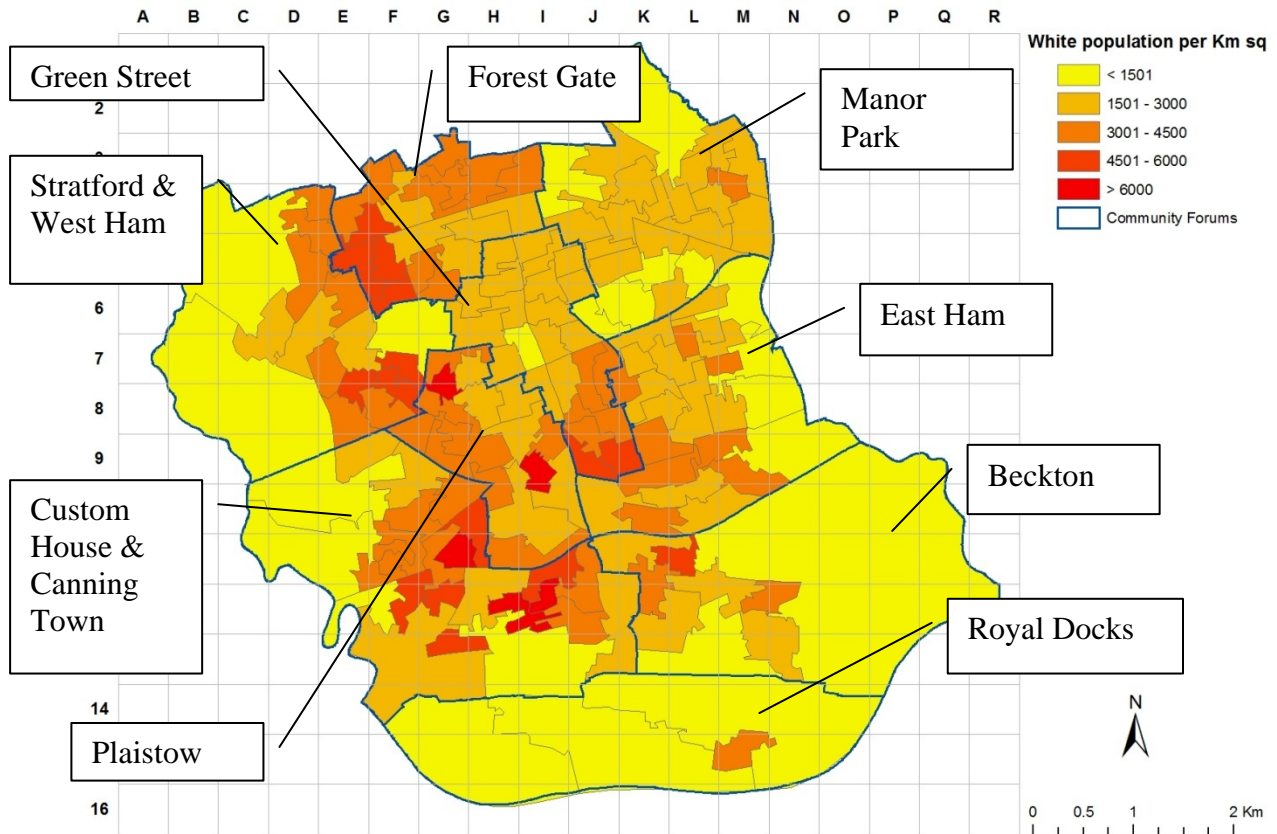 A B C D E F G H I J K L M N O P Q R
White population per Km sq
< 1501
1501 - 3000
3001 - 4500
4501 - 6000
> 6000
Community Forums
Green Street
Forest Gate
Manor
Park
Stratford &
West Ham
East Ham
Beckton
Custom
House &
Canning
Town
Royal Docks
Plaistow
2
6
7
8
9
14
16
N
0 0.5 1 2 Km